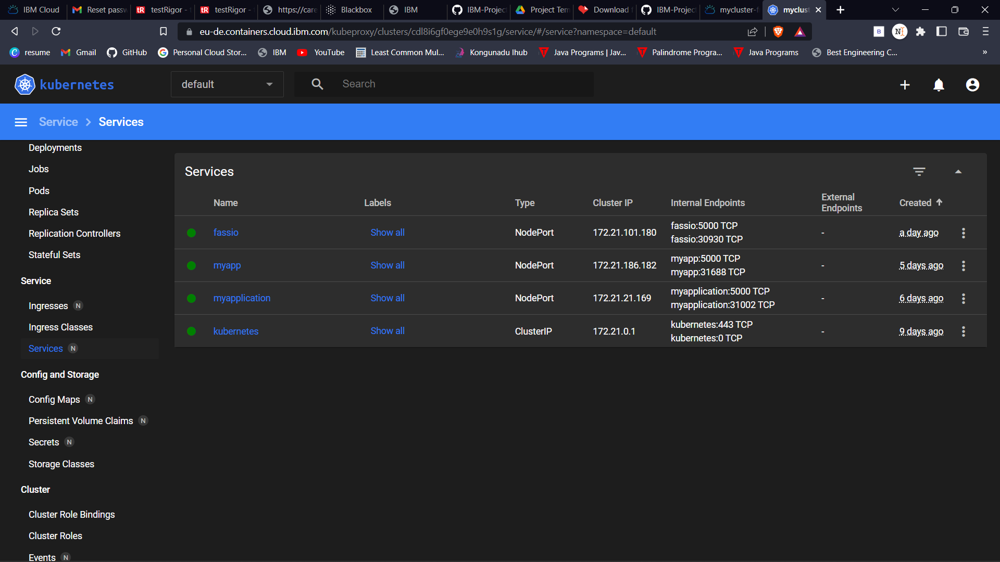 IBM Cloud
Reset passw
tR testRigor -
tR testRigor -
https://care
Blackbox
IBM
IBM-Project
Project Tem
Download
IBM-Project
mycluster-f
myclust
eu-de.containers.cloud.ibm.com/kubeproxy/clusters/cdl8i6gf0ege9e0h9s1g/service/#/service?namespace=default
resume
Gmail
GitHub
Personal Cloud Stor...
IBM
YouTube
Least Common Mul...
Kongunadu Ihub
Java Programs | Jav...
Palindrome Progra...
Java Programs
Best Engineering C...
»
kubernetes
default
Search
Service
Services
Deployments
Jobs
Pods
Replica Sets
Replication Controllers
Stateful Sets
Service
Ingresses N
Ingress Classes
Services N
Config and Storage
Config Maps N
Persistent Volume Claims N
Secrets N
Storage Classes
Cluster
Cluster Role Bindings
Cluster Roles
Events N
Services
Name Labels Type Cluster IP Internal Endpoints External Endpoints Created
fassio Show all NodePort 172.21.101.180 fassio:5000 TCP - a day ago
fassio:30930 TCP
myapp Show all NodePort 172.21.186.182 myapp:5000 TCP - 5 days ago
myapp:31688 TCP
myapplication Show all NodePort 172.21.21.169 myapplication:5000 TCP - 6 days ago
myapplication:31002 TCP
kubernetes Show all ClusterIP 172.21.0.1 kubernetes:443 TCP - 9 days ago
kubernetes:0 TCP